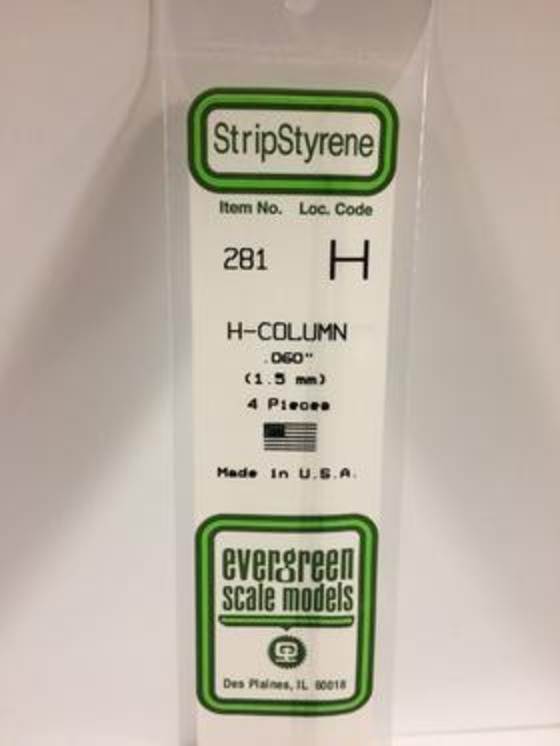 StripStyrene
Item No. Loc. Code
281 H
H-COLUMN
.060"
(1.5 mm)
4 Pieces
Made in U.S.A.
evergreen
scale models
Des Plaines, IL 60018